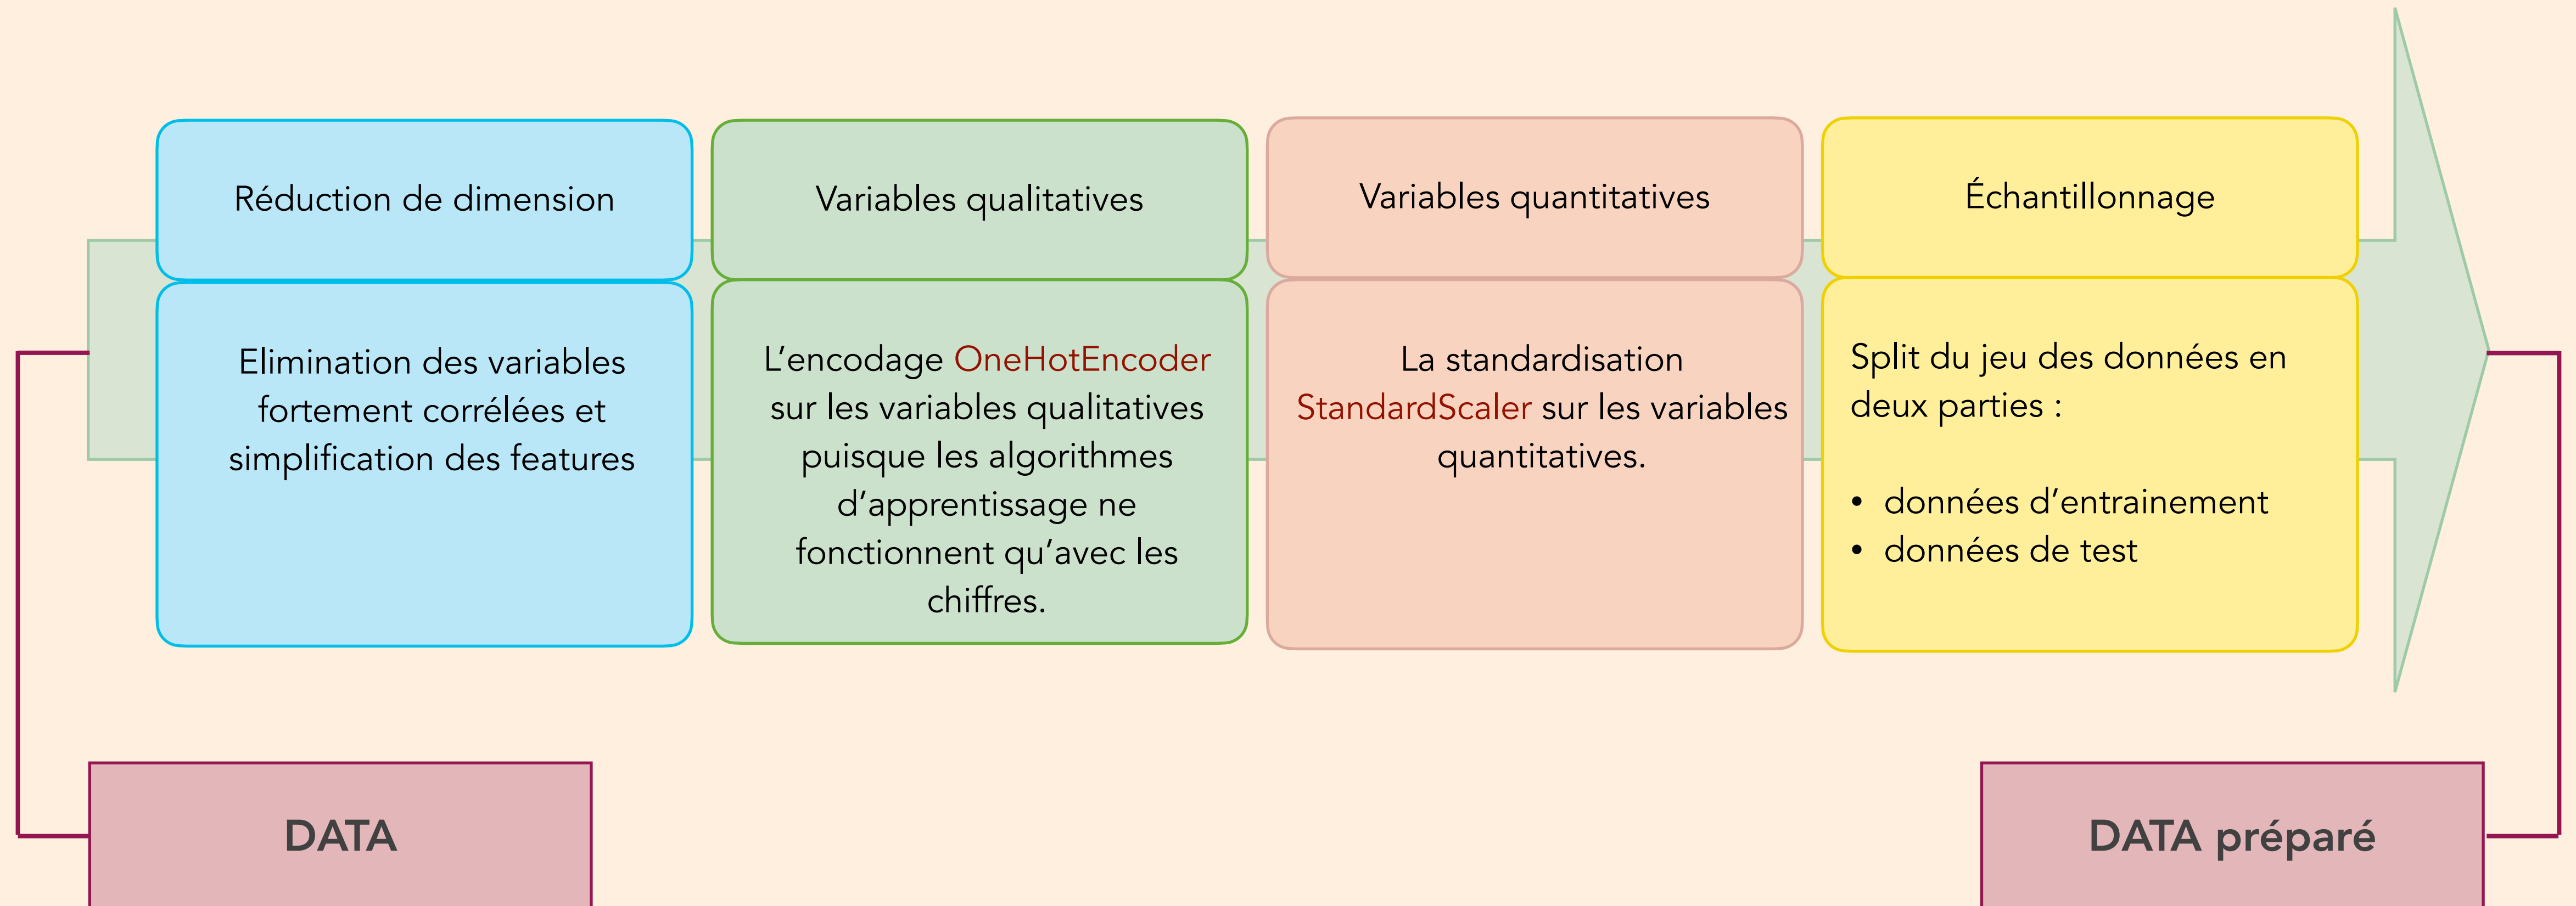 Réduction de dimension
Elimination des variables
fortement corrélées et
simplification des features
Variables qualitatives
L’encodage OneHotEncoder
sur les variables qualitatives
puisque les algorithmes
d’apprentissage ne
fonctionnent qu’avec les
chiffres.
Variables quantitatives
La standardisation
StandardScaler sur les variables
quantitatives.
Échantillonnage
Split du jeu des données en
deux parties :
• données d’entrainement
• données de test
DATA
DATA préparé